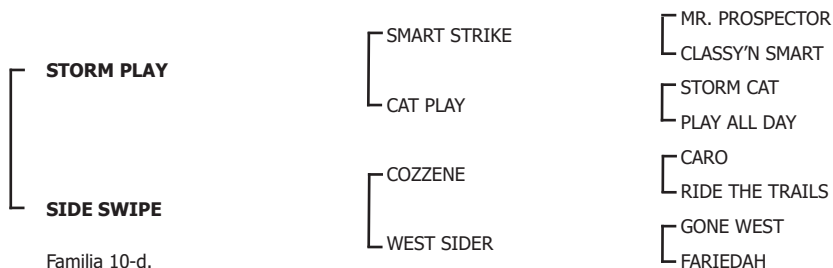 MR. PROSPECTOR
SMART STRIKE
CLASSY'N SMART
STORM PLAY
STORM CAT
CAT PLAY
PLAY ALL DAY
CARO
COZZENE
RIDE THE TRAILS
SIDE SWIPE
GONE WEST
WEST SIDER
Familia 10-d.
FARIEDAH